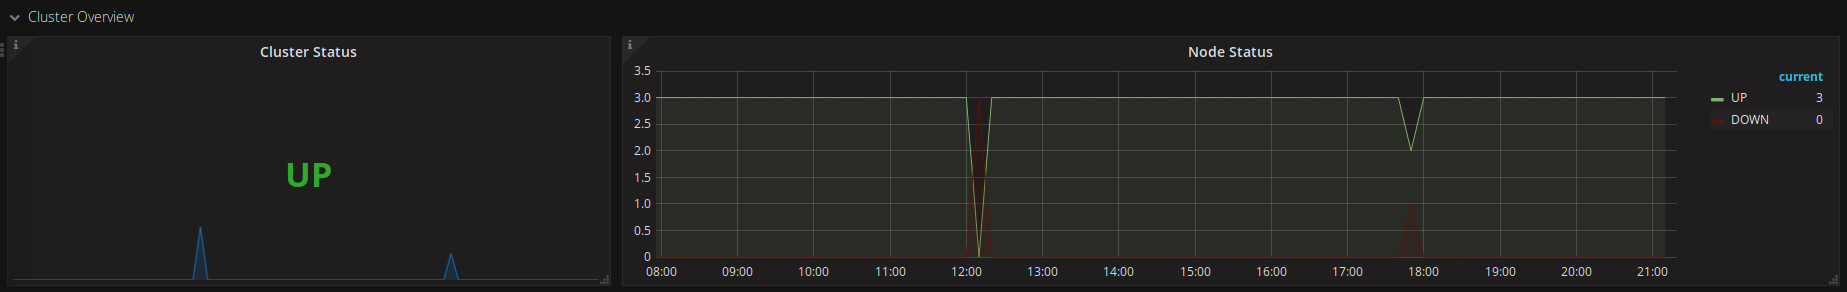 Cluster Overview
Cluster Status
UP
Node Status
3.5
3.0
2.5
2.0
1.5
1.0
0.5
0
08:00 09:00 10:00 11:00 12:00 13:00 14:00 15:00 16:00 17:00 18:00 19:00 20:00 21:00
current
UP 3
DOWN 0